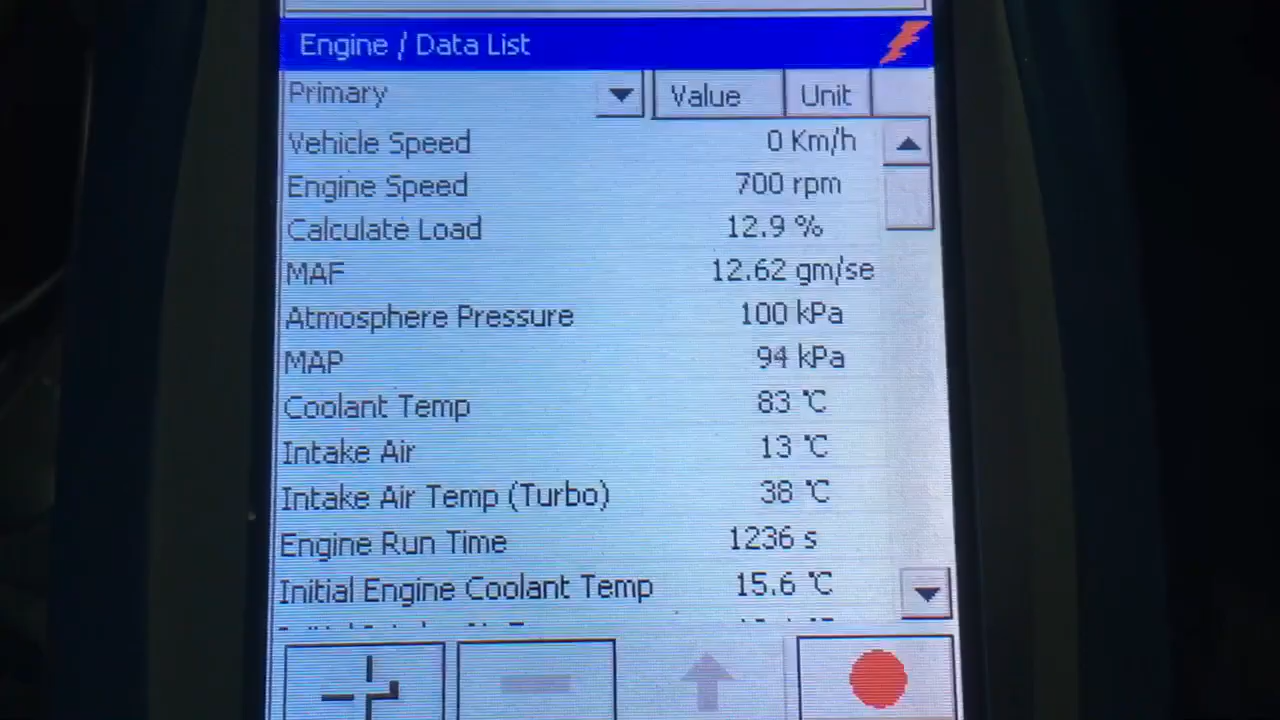 Engine / Data List
Primary Value Unit
Vehicle Speed 0 Km/h
Engine Speed 700 rpm
Calculate Load 12.9 %
MAF 12.62 gm/se
Atmosphere Pressure 100 kPa
MAP 94 kPa
Coolant Temp 83 ℃
Intake Air 13 ℃
Intake Air Temp (Turbo) 38 ℃
Engine Run Time 1236 s
Initial Engine Coolant Temp 15.6 ℃